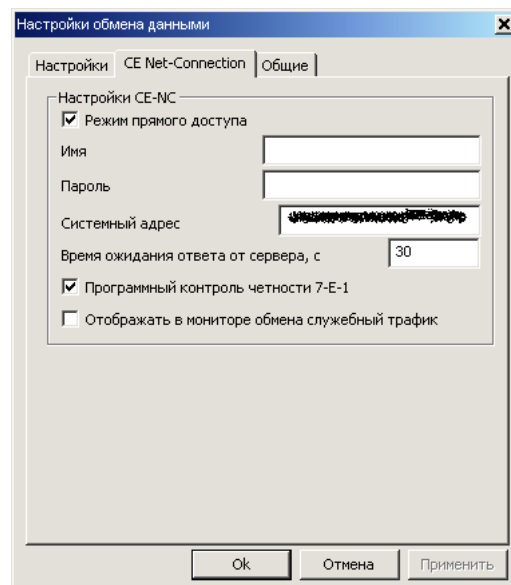 Настройки обмена данными
Настройки CE Net-Connection Общие
Настройки CE-NC
Режим прямого доступа
Имя
Пароль
Системный адрес
Время ожидания ответа от сервера, с 30
Программный контроль четности 7-E-1
Отображать в мониторе обмена служебный трафик
Ok Отмена Применить